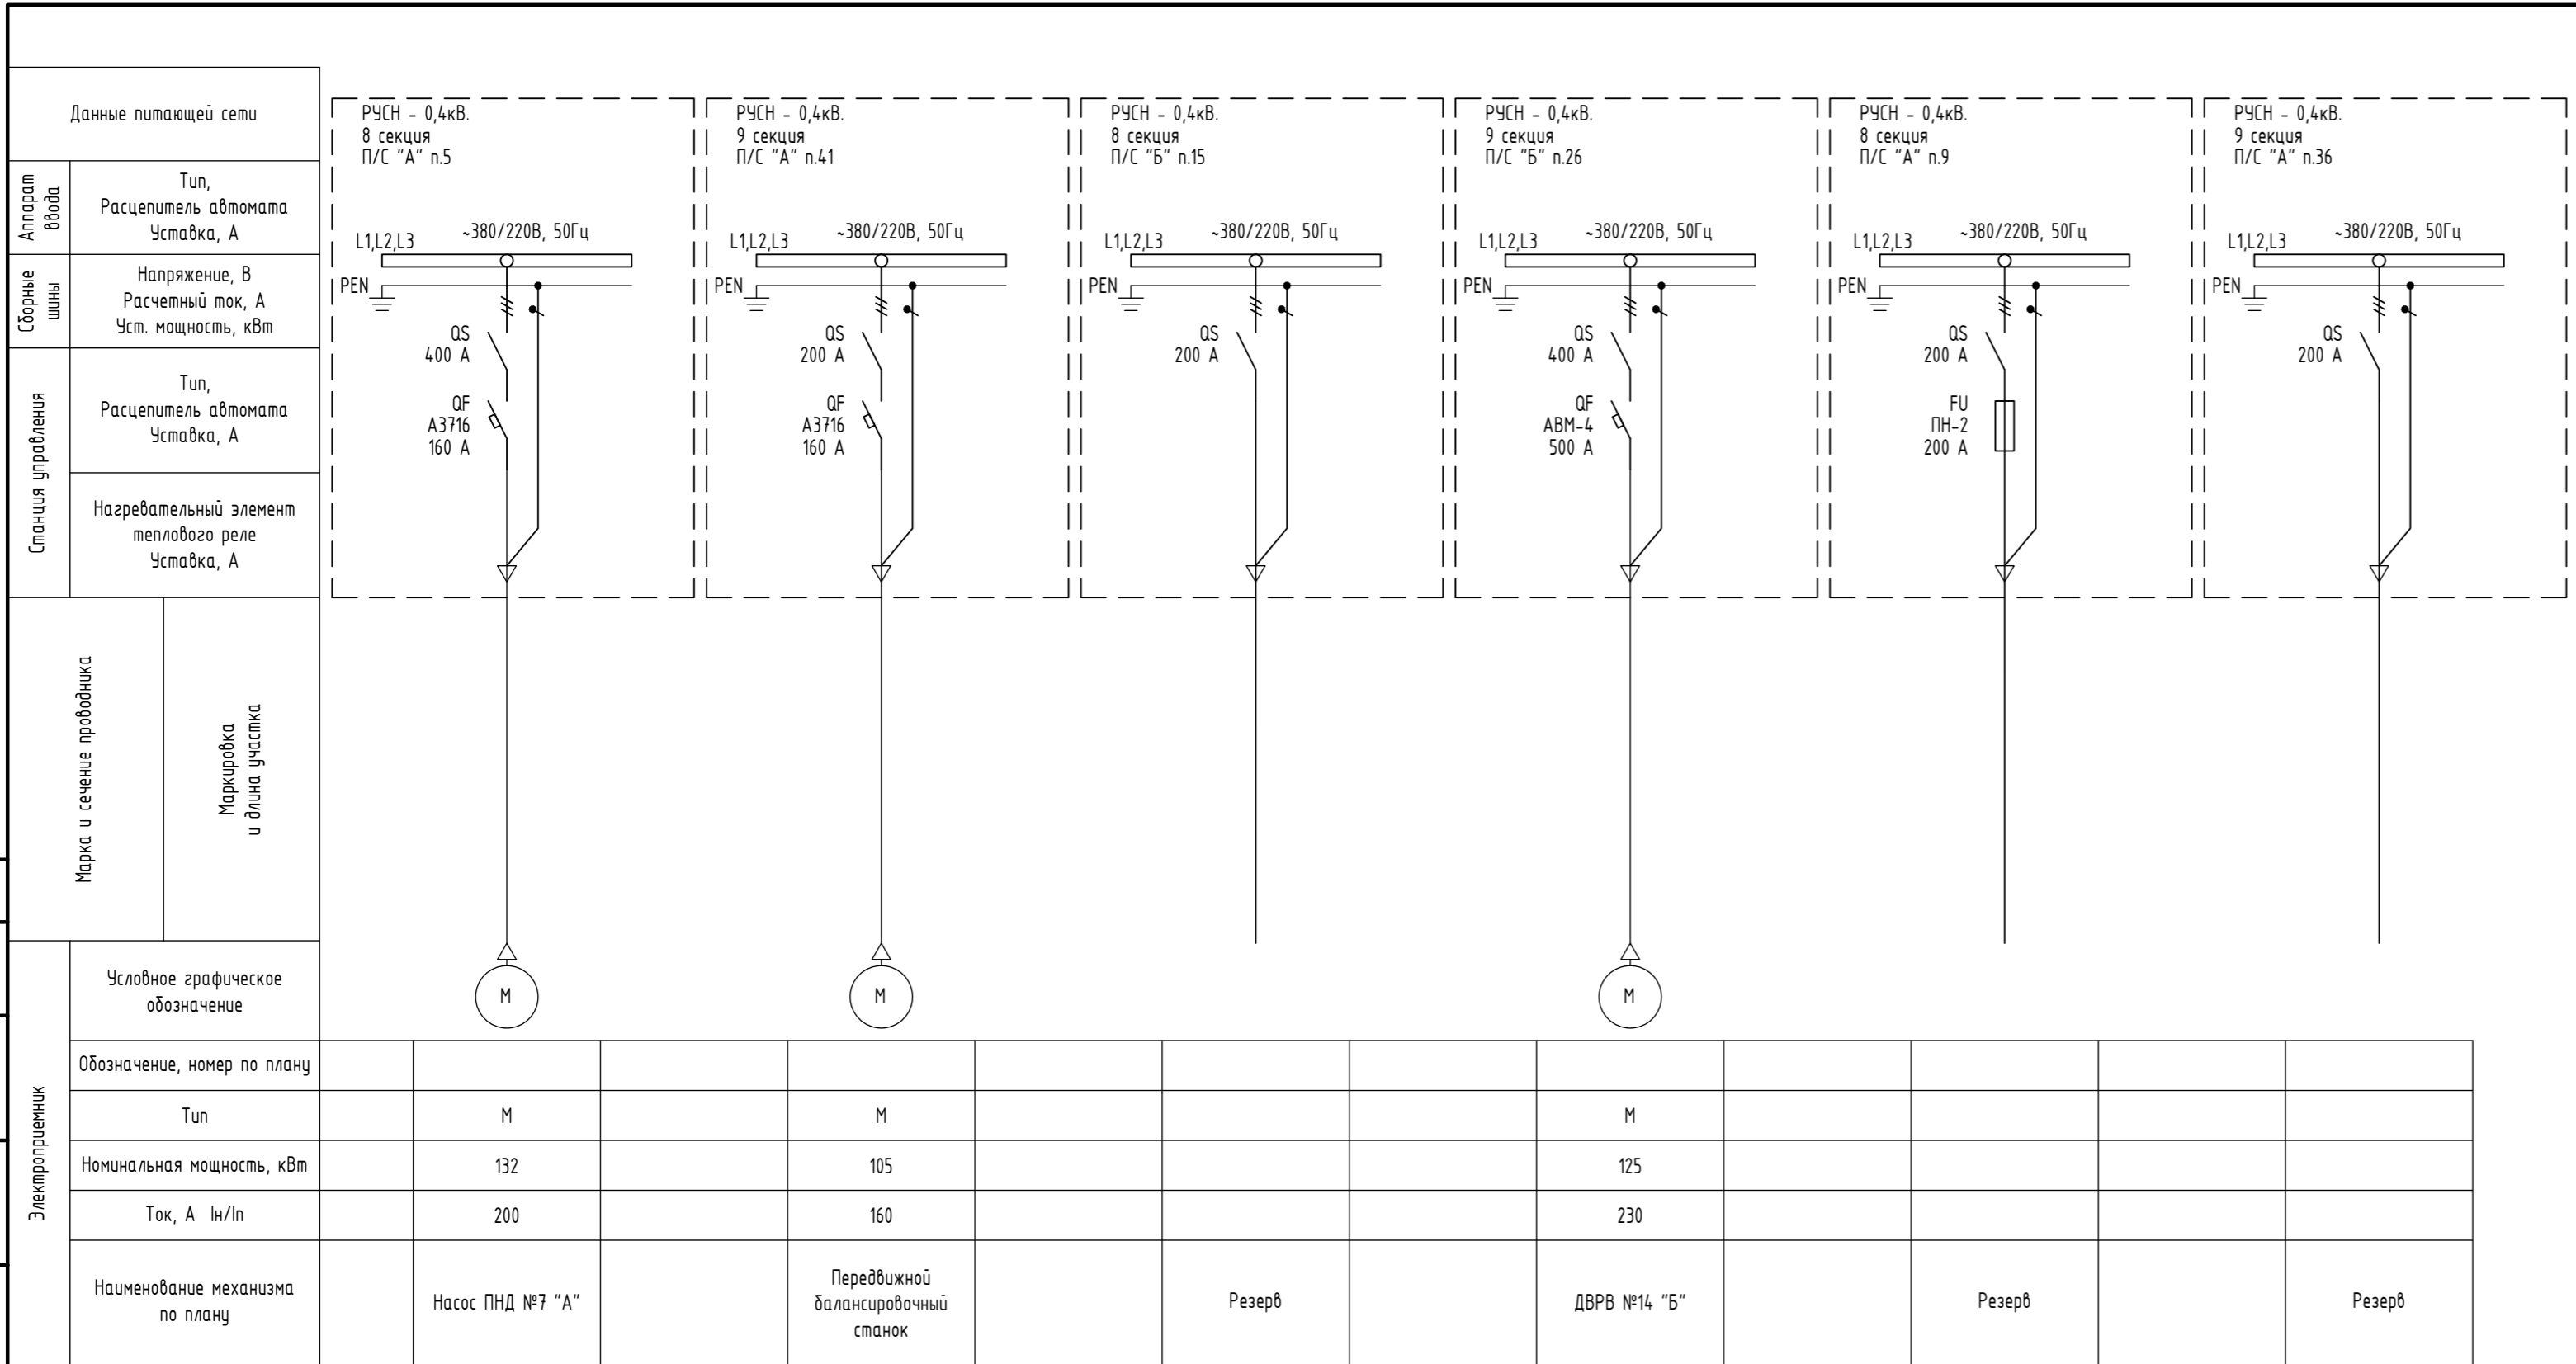 Данные питающей сети
Аппарат
ввода
Тип,
Расцепитель автомата
Уставка, А
Сборные
шины
Напряжение, В
Расчетный ток, А
Уст. мощность, кВт
Станция управления
Тип,
Расцепитель автомата
Уставка, А
Нагревательный элемент
теплового реле
Уставка, А
Марка и сечение проводника
Маркировка
и длина участка
РУСН - 0,4кВ.
8 секция
П/С "А" п.5
L1,L2,L3
~380/220В, 50Гц
PEN
QS
400 А
QF
А3716
160 А
М
РУСН - 0,4кВ.
9 секция
П/С "А" п.41
L1,L2,L3
~380/220В, 50Гц
PEN
QS
200 А
QF
А3716
160 А
М
РУСН - 0,4кВ.
8 секция
П/С "Б" п.15
L1,L2,L3
~380/220В, 50Гц
PEN
QS
200 А
РУСН - 0,4кВ.
9 секция
П/С "Б" п.26
L1,L2,L3
~380/220В, 50Гц
PEN
QS
400 А
QF
АВМ-4
500 А
М
РУСН - 0,4кВ.
8 секция
П/С "А" п.9
L1,L2,L3
~380/220В, 50Гц
PEN
QS
200 А
FU
ПН-2
200 А
РУСН - 0,4кВ.
9 секция
П/С "А" п.36
L1,L2,L3
~380/220В, 50Гц
PEN
QS
200 А
Электроприемник
Условное графическое
обозначение
Обозначение, номер по плану
Тип
М
М
М
Номинальная мощность, кВт
132
105
125
Ток, А Iн/Iп
200
160
230
Наименование механизма
по плану
Насос ПНД №7 "А"
Передвижной
балансировочный
станок
Резерв
ДВРВ №14 "Б"
Резерв
Резерв